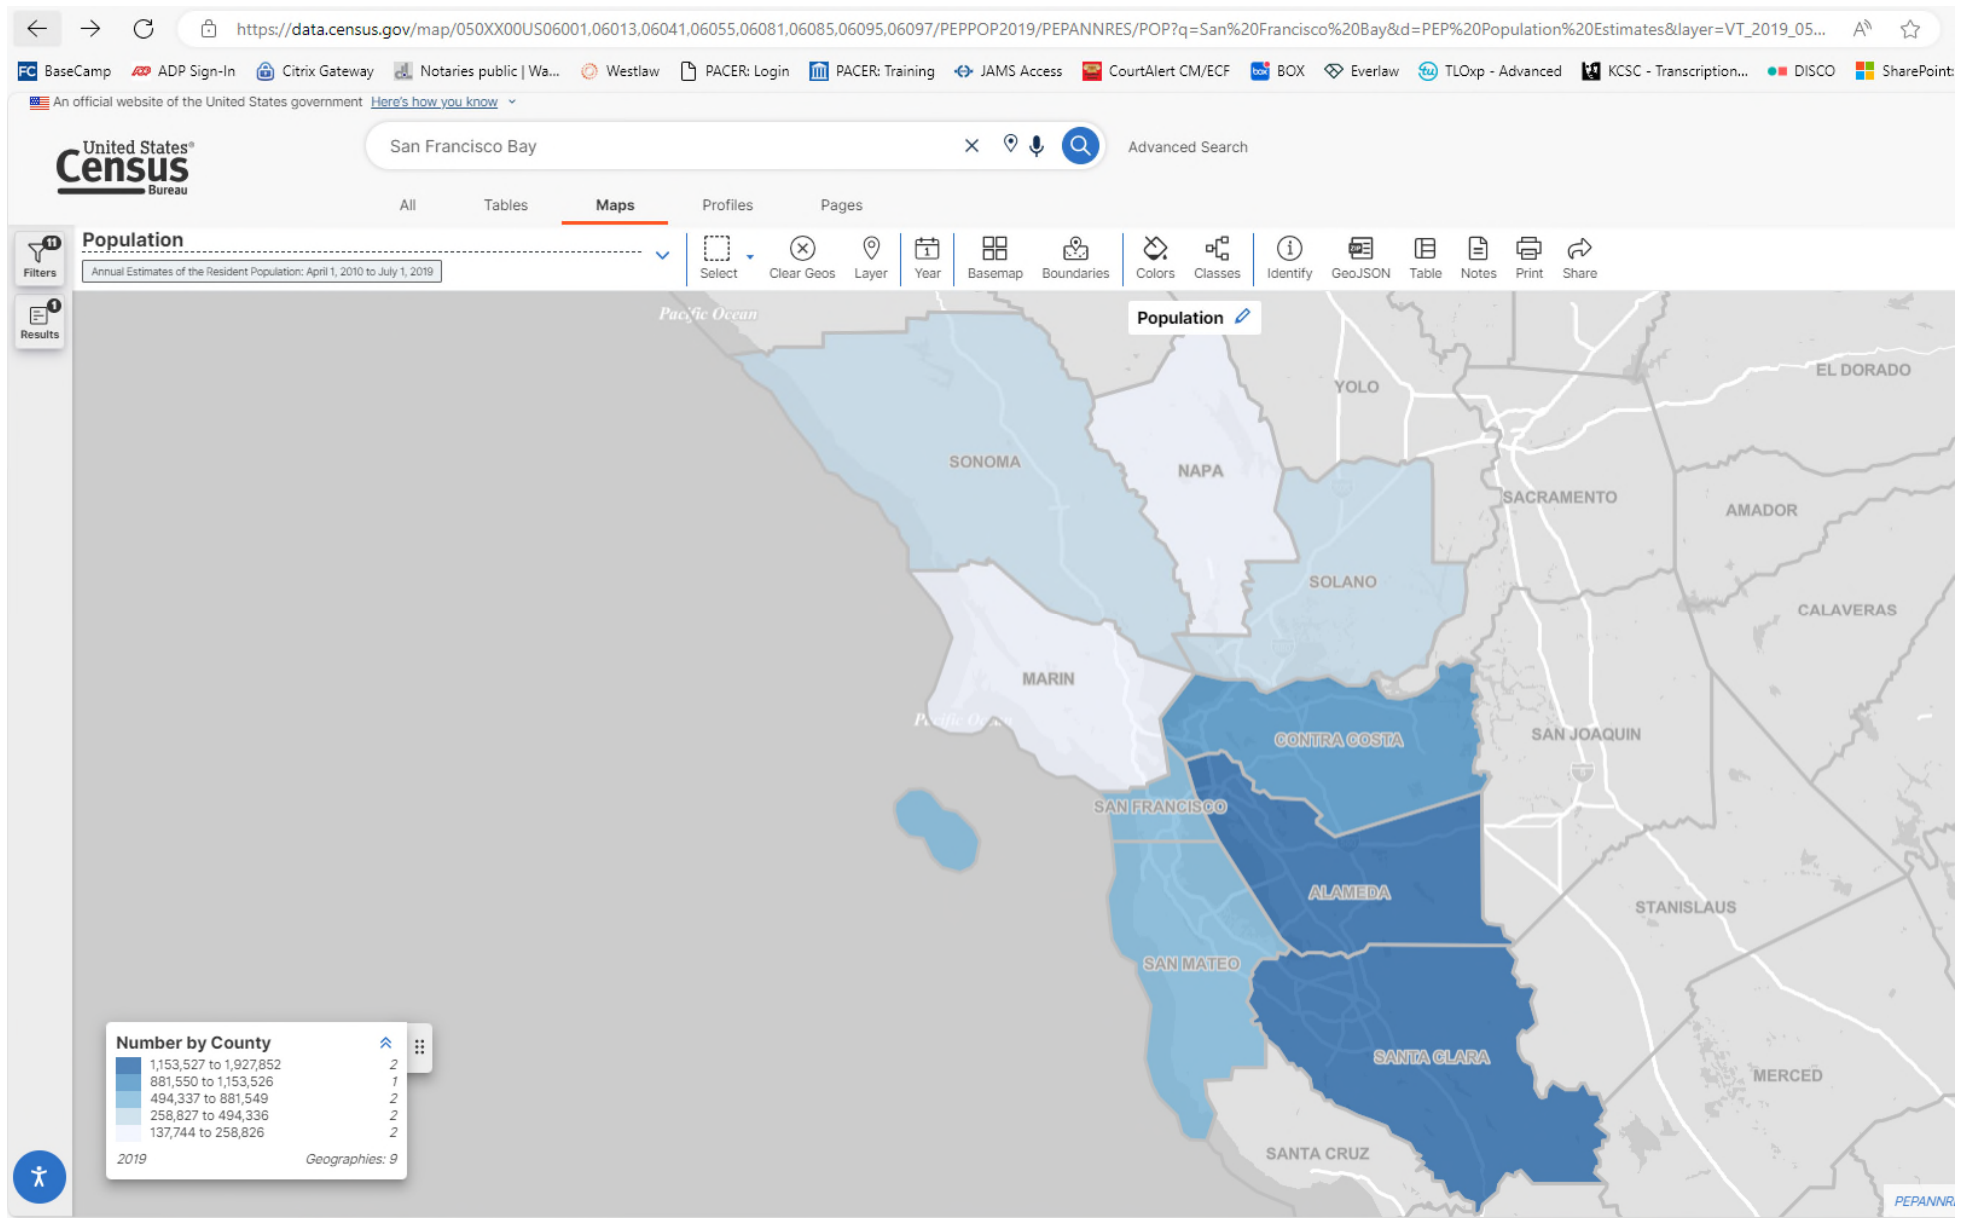 https://data.census.gov/map/050XX00US06001,06013,06041,06055,06081,06085,06095,06097/PEPPOP2019/PEPANNRES/POP?q=San%20Francisco%20Bay&d=PEP%20Population%20Estimates&layer=VT_2019_05...
BaseCamp ADP Sign-In Citrix Gateway Notaries public | Wa... Westlaw PACER: Login PACER: Training JAMS Access CourtAlert CM/ECF BOX Everlaw TLOxp - Advanced KCSC - Transcription... DISCO SharePoint:
An official website of the United States government Here's how you know
United States®
Census
Bureau
San Francisco Bay
Advanced Search
All Tables Maps Profiles Pages
11
Filters
Population
Annual Estimates of the Resident Population: April 1, 2010 to July 1, 2019
Select Clear Geos Layer Year Basemap Boundaries Colors Classes Identify GeoJSON Table Notes Print Share
1
Results
Pacific Ocean
Population
EL DORADO
YOLO
SONOMA
NAPA
SACRAMENTO
AMADOR
SOLANO
CALAVERAS
MARIN
CONTRA COSTA
SAN JOAQUIN
SAN FRANCISCO
ALAMEDA
STANISLAUS
SAN MATEO
SANTA CLARA
MERCED
SANTA CRUZ
Number by County
1,153,527 to 1,927,852 2
881,550 to 1,153,526 1
494,337 to 881,549 2
258,827 to 494,336 2
137,744 to 258,826 2
2019 Geographies: 9